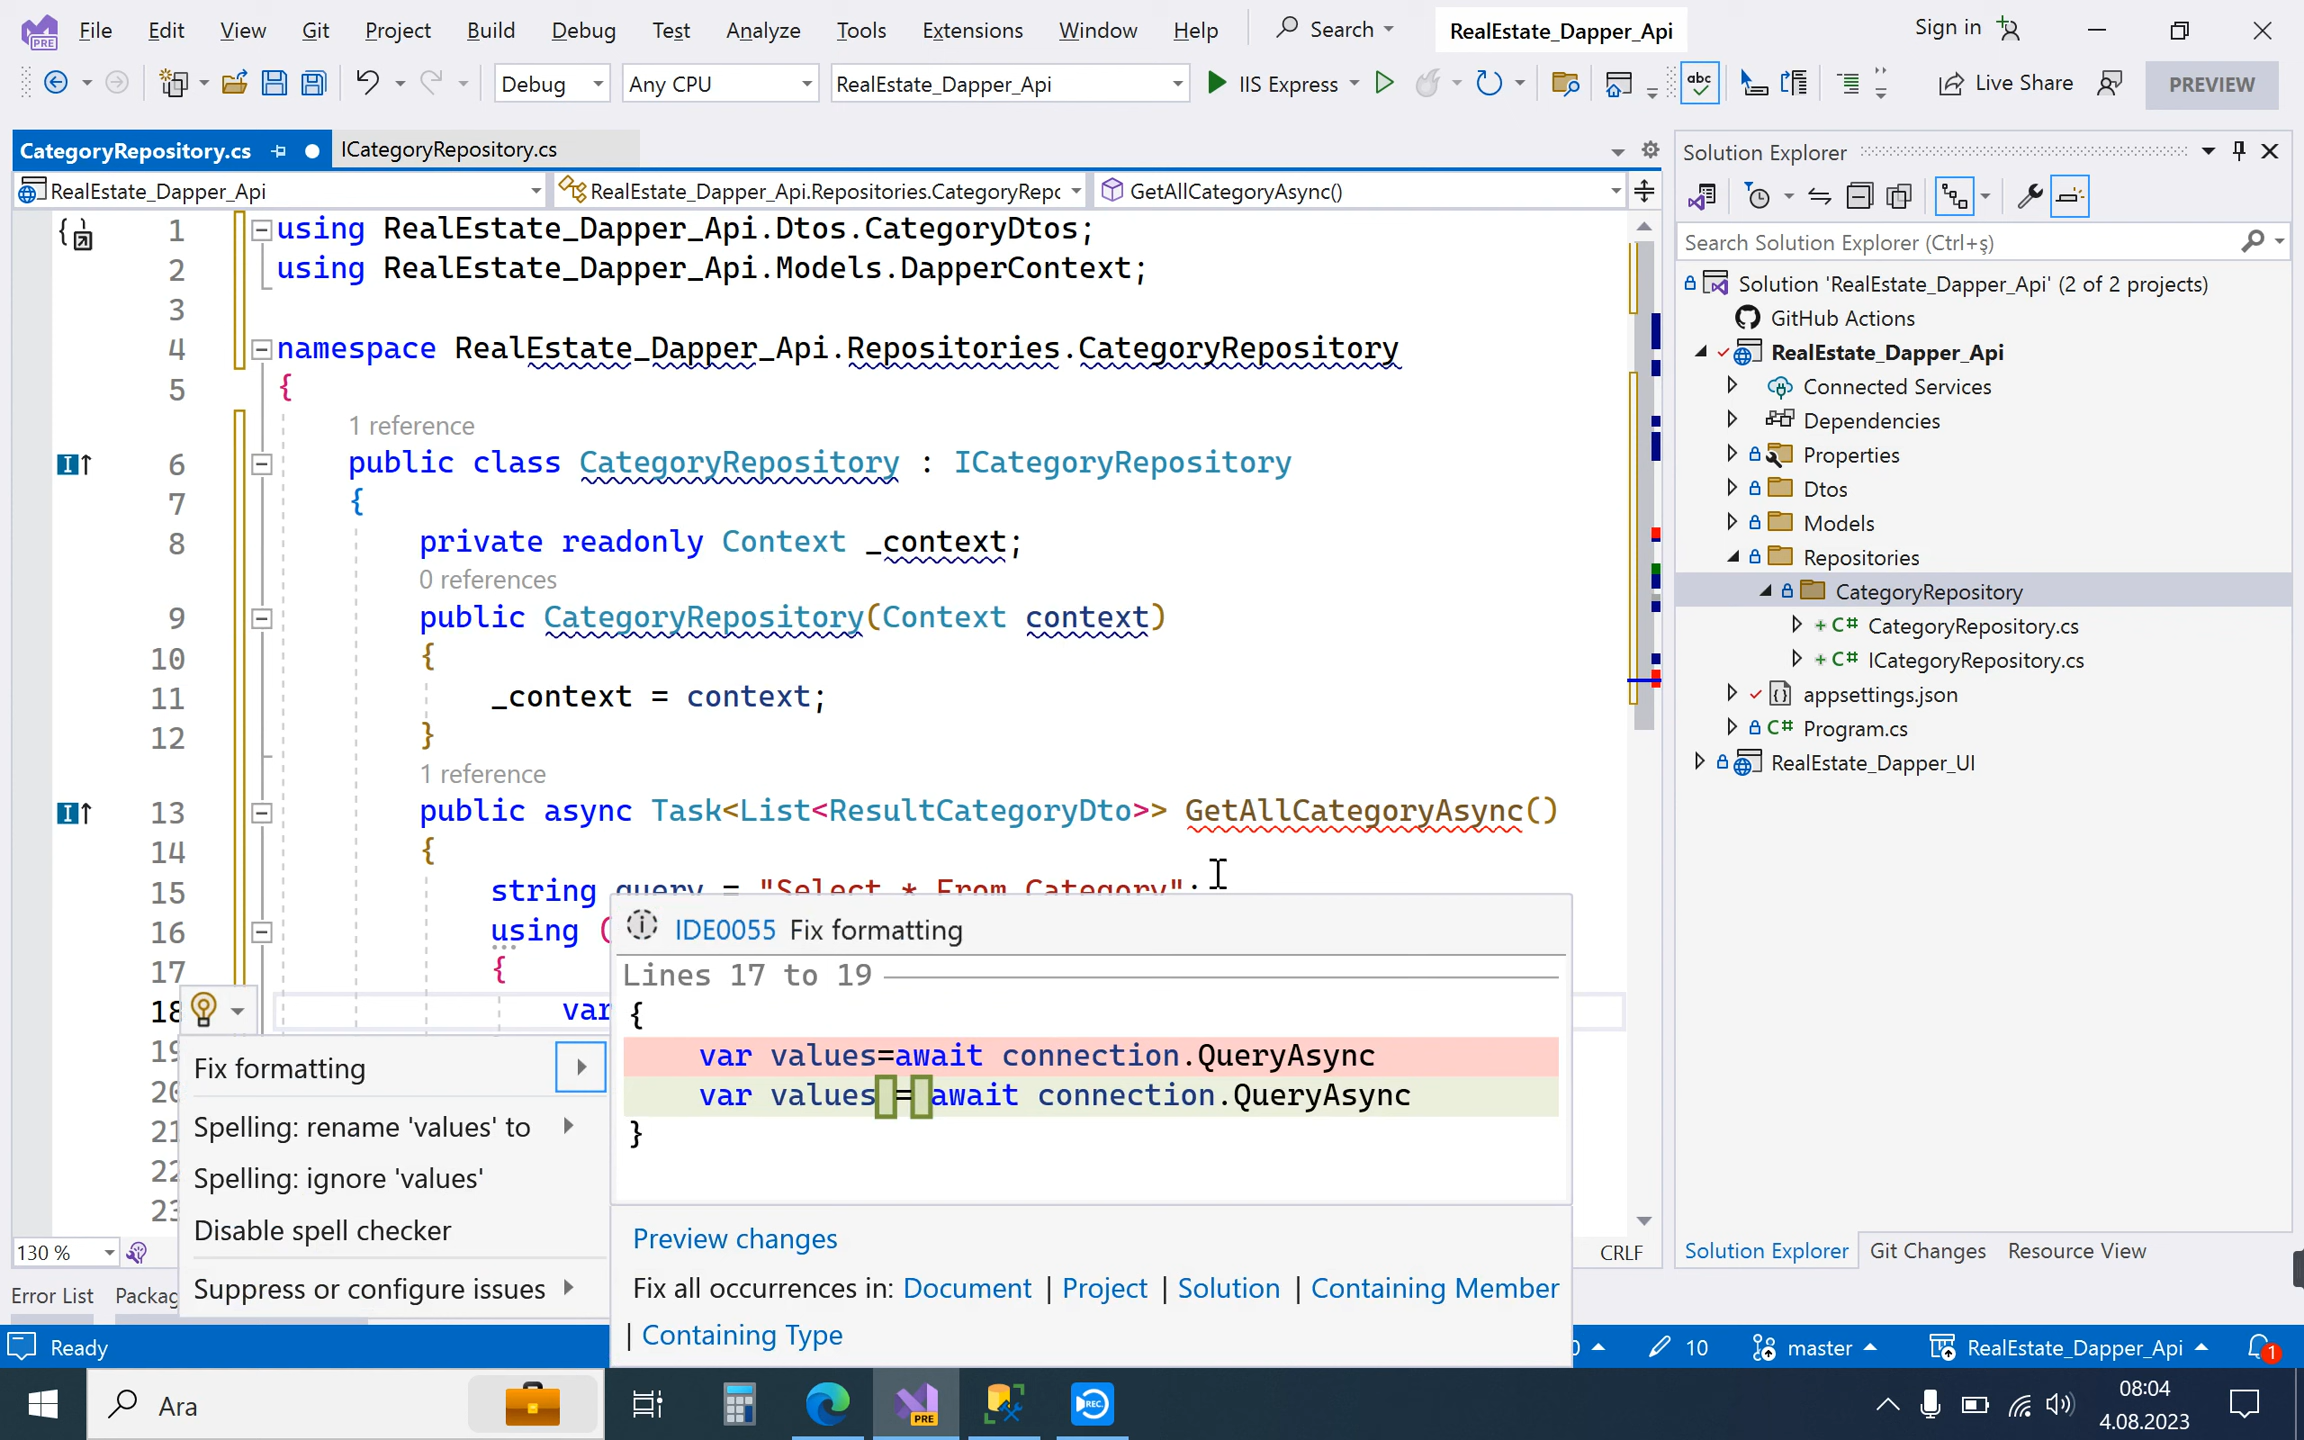 File Edit View Git Project Build Debug Test Analyze Tools Extensions Window Help Search RealEstate_Dapper_Api Sign in
PRE
Debug Any CPU RealEstate_Dapper_Api IIS Express abc Live Share PREVIEW
CategoryRepository.cs ICategoryRepository.cs
RealEstate_Dapper_Api RealEstate_Dapper_Api.Repositories.CategoryRepc GetAllCategoryAsync()
1 using RealEstate_Dapper_Api.Dtos.CategoryDtos;
2 using RealEstate_Dapper_Api.Models.DapperContext;
3
4 namespace RealEstate_Dapper_Api.Repositories.CategoryRepository
5 {
1 reference
6 public class CategoryRepository : ICategoryRepository
7 {
8 private readonly Context _context;
0 references
9 public CategoryRepository(Context context)
10 {
11 _context = context;
12 }
1 reference
13 public async Task<List<ResultCategoryDto>> GetAllCategoryAsync()
14 {
15 string query = "Select * From Category";
16 using (
17 {
18 var
19
20
21
22
23
Fix formatting
Spelling: rename 'values' to
Spelling: ignore 'values'
Disable spell checker
Suppress or configure issues
IDE0055 Fix formatting
Lines 17 to 19
{
var values=await connection.QueryAsync
var values = await connection.QueryAsync
}
Preview changes
Fix all occurrences in: Document | Project | Solution | Containing Member
| Containing Type
130 %
CRLF
Error List Packag
Solution Explorer
Search Solution Explorer (Ctrl+ş)
Solution 'RealEstate_Dapper_Api' (2 of 2 projects)
GitHub Actions
RealEstate_Dapper_Api
Connected Services
Dependencies
Properties
Dtos
Models
Repositories
CategoryRepository
C# CategoryRepository.cs
C# ICategoryRepository.cs
appsettings.json
C# Program.cs
RealEstate_Dapper_UI
Solution Explorer Git Changes Resource View
Ready 10 master RealEstate_Dapper_Api 1
Ara PRE REC 08:04
4.08.2023